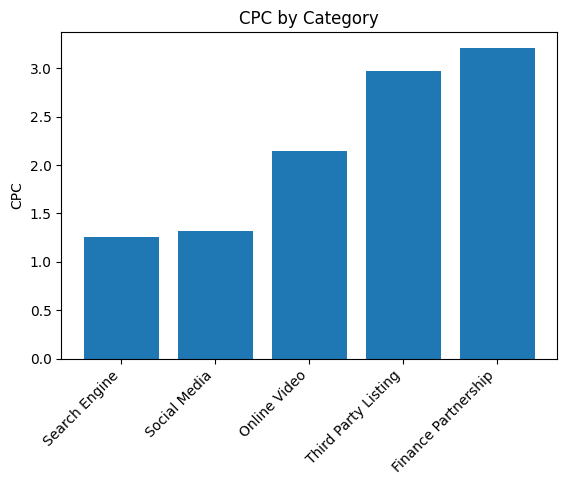 CPC by Category
CPC
3.0
2.5
2.0
1.5
1.0
0.5
0.0
Search Engine
Social Media
Online Video
Third Party Listing
Finance Partnership